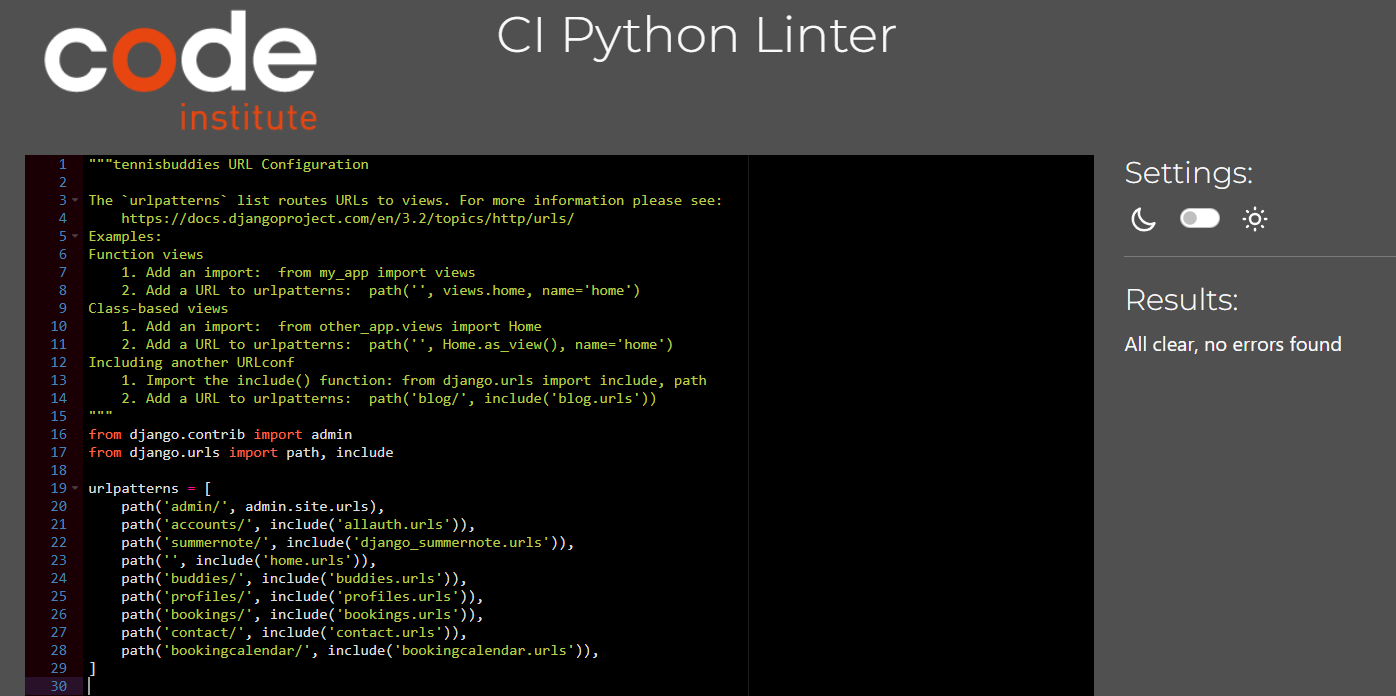 code
institute
CI Python Linter
1 """tennisbuddies URL Configuration
2
3 The `urlpatterns` list routes URLs to views. For more information please see:
4     https://docs.djangoproject.com/en/3.2/topics/http/urls/
5 Examples:
6 Function views
7     1. Add an import:  from my_app import views
8     2. Add a URL to urlpatterns:  path('', views.home, name='home')
9 Class-based views
10     1. Add an import:  from other_app.views import Home
11     2. Add a URL to urlpatterns:  path('', Home.as_view(), name='home')
12 Including another URLconf
13     1. Import the include() function: from django.urls import include, path
14     2. Add a URL to urlpatterns:  path('blog/', include('blog.urls'))
15 """
16 from django.contrib import admin
17 from django.urls import path, include
18
19 urlpatterns = [
20     path('admin/', admin.site.urls),
21     path('accounts/', include('allauth.urls')),
22     path('summernote/', include('django_summernote.urls')),
23     path('', include('home.urls')),
24     path('buddies/', include('buddies.urls')),
25     path('profiles/', include('profiles.urls')),
26     path('bookings/', include('bookings.urls')),
27     path('contact/', include('contact.urls')),
28     path('bookingcalendar/', include('bookingcalendar.urls')),
29 ]
30
Settings:
Results:
All clear, no errors found